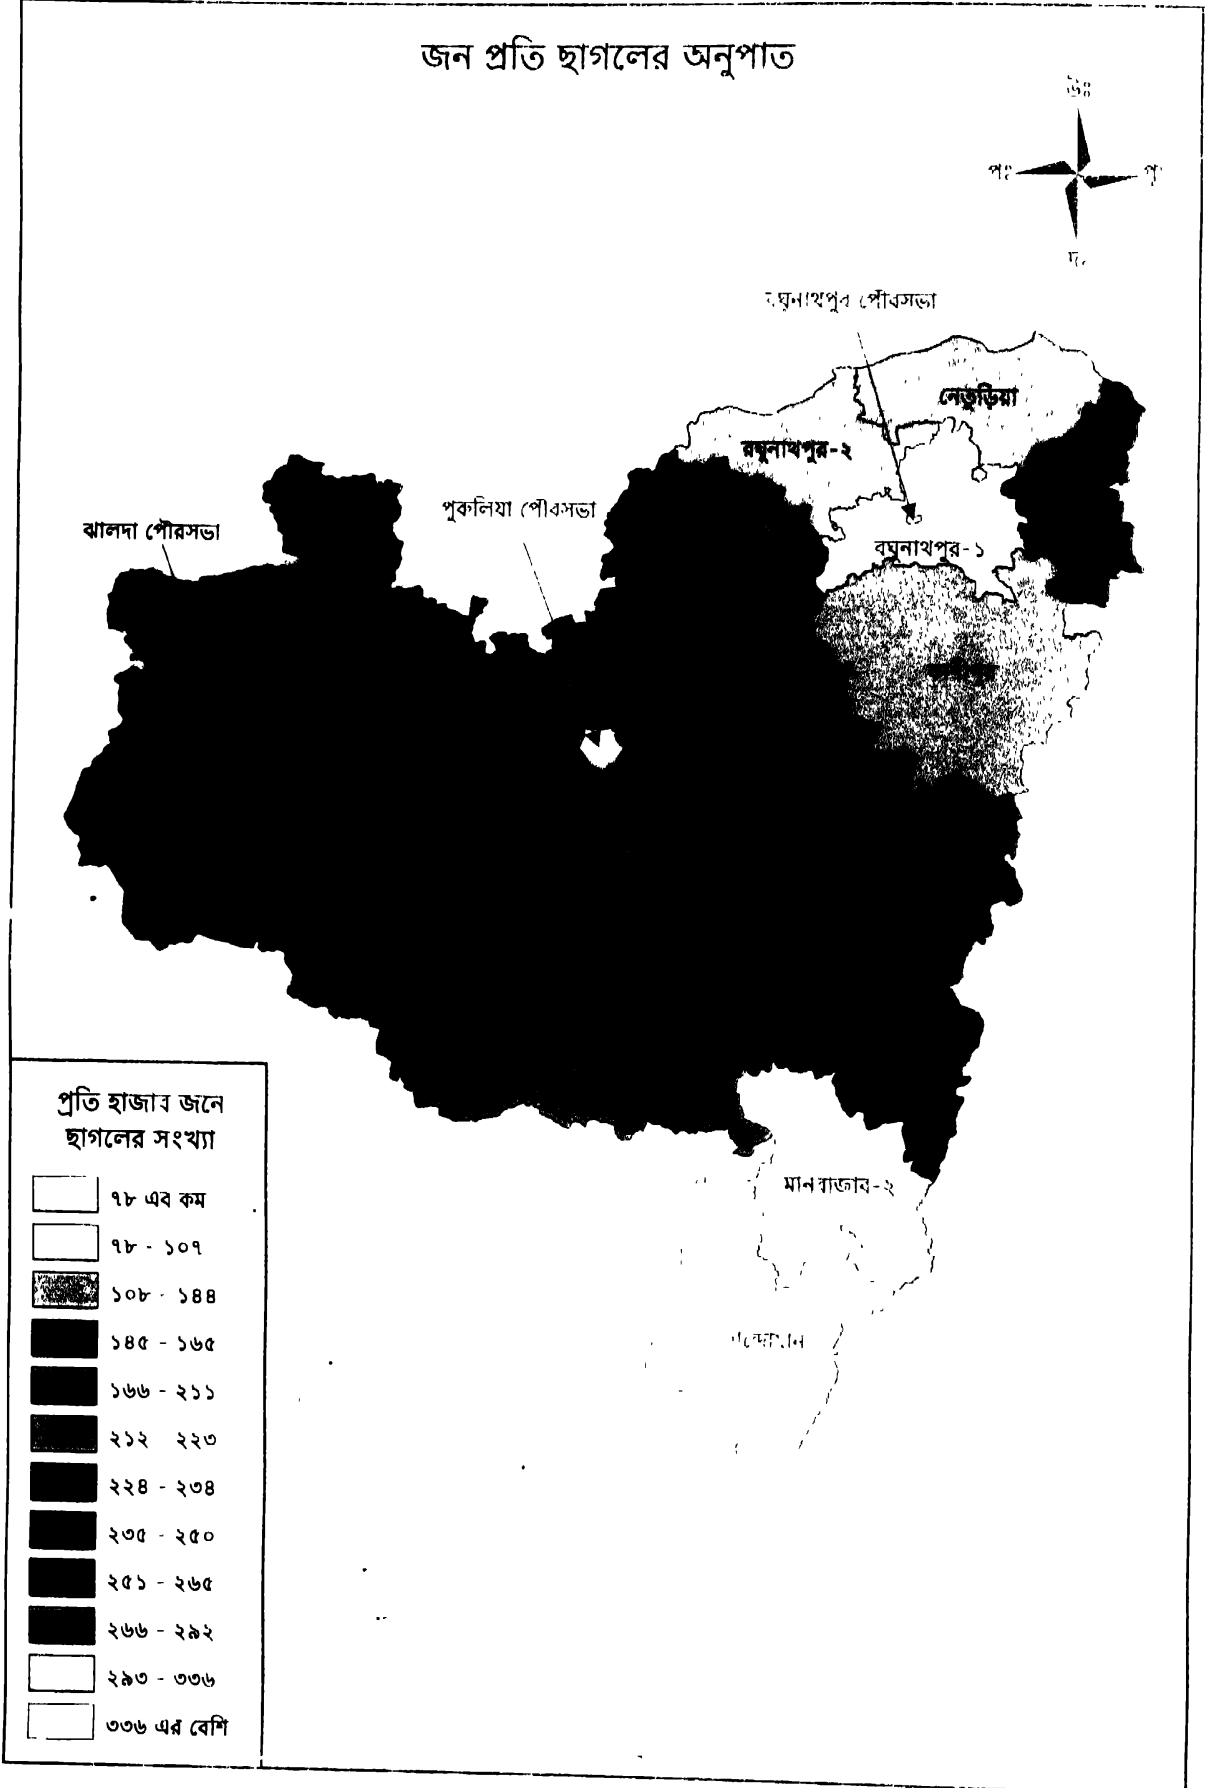 জন প্রতি ছাগলের অনুপাত
উঃ
পঃ
পূ
রঘুনাথপুর পৌরসভা
নেতুড়িয়া
রঘুনাথপুর-২
পুরুলিয়া পৌরসভা
ঝালদা পৌরসভা
রঘুনাথপুর-১
প্রতি হাজার জনে
ছাগলের সংখ্যা
মানবাজার-২
৭৮ এর কম
৭৮ - ১০৭
১০৮ - ১৪৪
১৪৫ - ১৬৫
১৬৬ - ২১১
২১২ ২২৩
২২৪ - ২৩৪
২৩৫ - ২৫০
২৫১ - ২৬৫
২৬৬ - ২৯২
২৯৩ - ৩৩৬
৩৩৬ এর বেশি